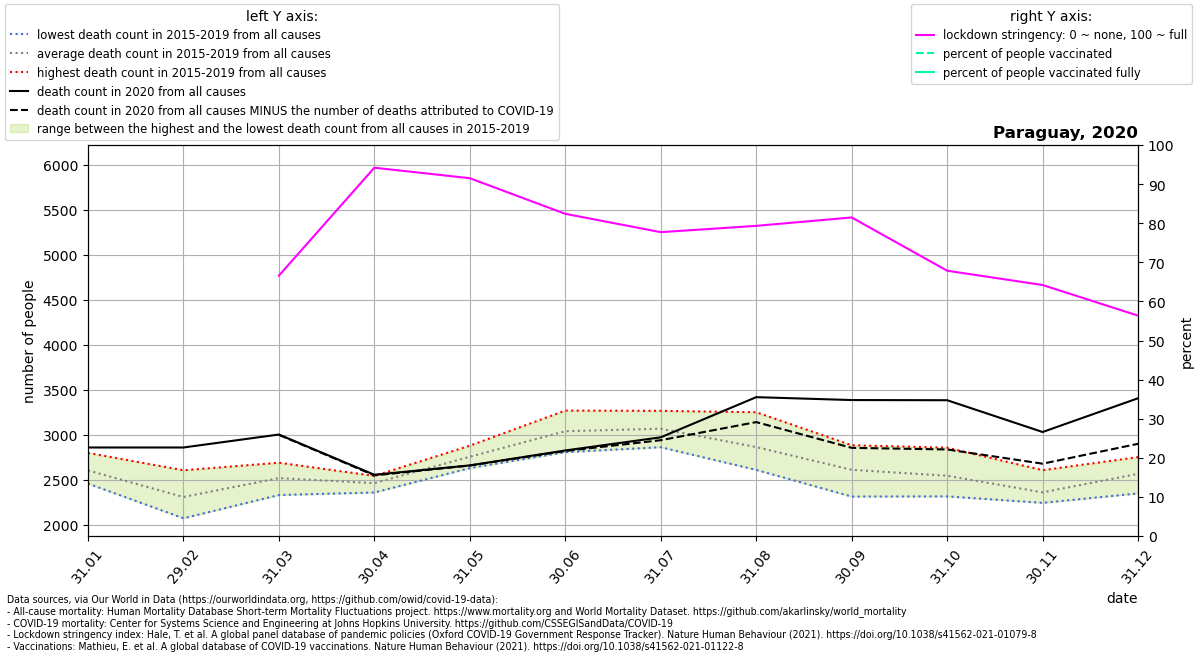 left Y axis:
lowest death count in 2015-2019 from all causes
average death count in 2015-2019 from all causes
highest death count in 2015-2019 from all causes
death count in 2020 from all causes
death count in 2020 from all causes MINUS the number of deaths attributed to COVID-19
range between the highest and the lowest death count from all causes in 2015-2019
right Y axis:
lockdown stringency: 0 ~ none, 100 ~ full
percent of people vaccinated
percent of people vaccinated fully
Paraguay, 2020
number of people
6000
5500
5000
4500
4000
3500
3000
2500
2000
100
90
80
70
60
50
40
30
20
10
0
percent
31.01
29.02
31.03
30.04
31.05
30.06
31.07
31.08
30.09
31.10
30.11
31.12
date
Data sources, via Our World in Data (https://ourworldindata.org, https://github.com/owid/covid-19-data):
- All-cause mortality: Human Mortality Database Short-term Mortality Fluctuations project. https://www.mortality.org and World Mortality Dataset. https://github.com/akarlinsky/world_mortality
- COVID-19 mortality: Center for Systems Science and Engineering at Johns Hopkins University. https://github.com/CSSEGISandData/COVID-19
- Lockdown stringency index: Hale, T. et al. A global panel database of pandemic policies (Oxford COVID-19 Government Response Tracker). Nature Human Behaviour (2021). https://doi.org/10.1038/s41562-021-01079-8
- Vaccinations: Mathieu, E. et al. A global database of COVID-19 vaccinations. Nature Human Behaviour (2021). https://doi.org/10.1038/s41562-021-01122-8